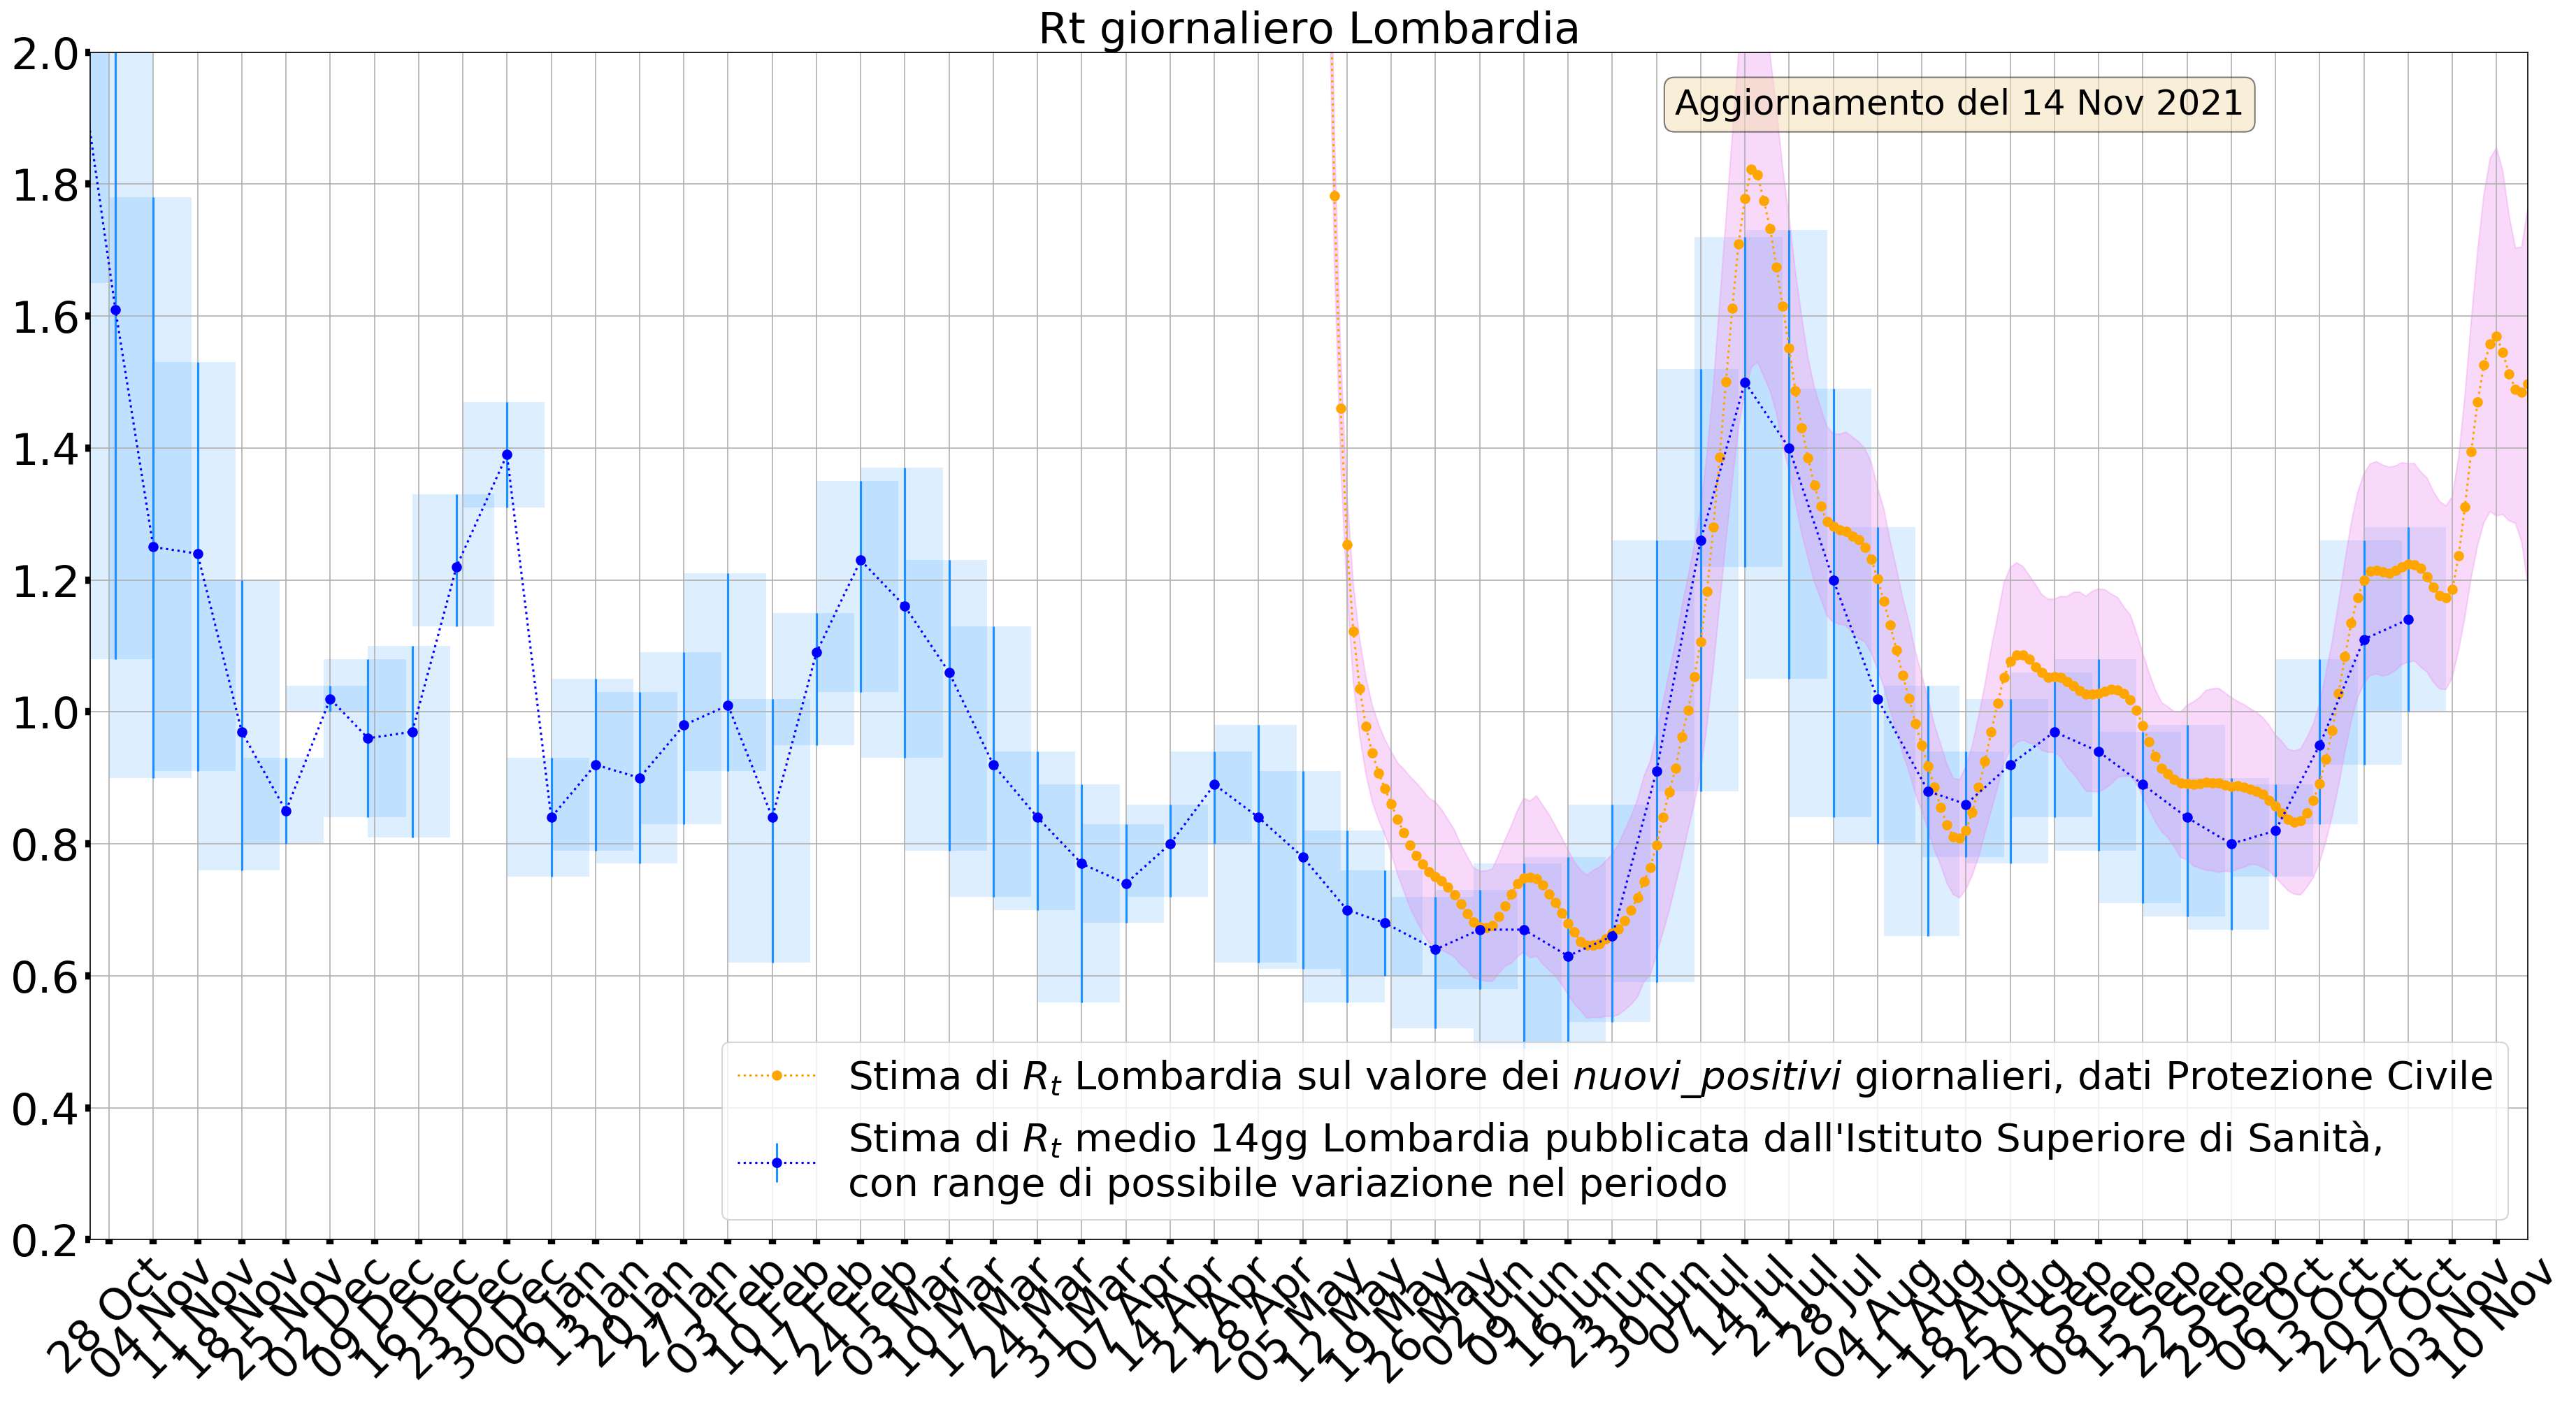 Rt giornaliero Lombardia
Aggiornamento del 14 Nov 2021
2.0
1.8
1.6
1.4
1.2
1.0
0.8
0.6
0.4
0.2
Stima di Rt Lombardia sul valore dei nuovi_positivi giornalieri, dati Protezione Civile
Stima di Rt medio 14gg Lombardia pubblicata dall'Istituto Superiore di Sanità,
con range di possibile variazione nel periodo
28 Oct
04 Nov
11 Nov
18 Nov
25 Nov
02 Dec
09 Dec
16 Dec
23 Dec
30 Dec
06 Jan
13 Jan
20 Jan
27 Jan
03 Feb
10 Feb
17 Feb
24 Feb
03 Mar
10 Mar
17 Mar
24 Mar
31 Mar
07 Apr
14 Apr
21 Apr
28 Apr
05 May
12 May
19 May
26 May
02 Jun
09 Jun
16 Jun
23 Jun
30 Jun
07 Jul
14 Jul
21 Jul
28 Jul
04 Aug
11 Aug
18 Aug
25 Aug
01 Sep
08 Sep
15 Sep
22 Sep
29 Sep
06 Oct
13 Oct
20 Oct
27 Oct
03 Nov
10 Nov